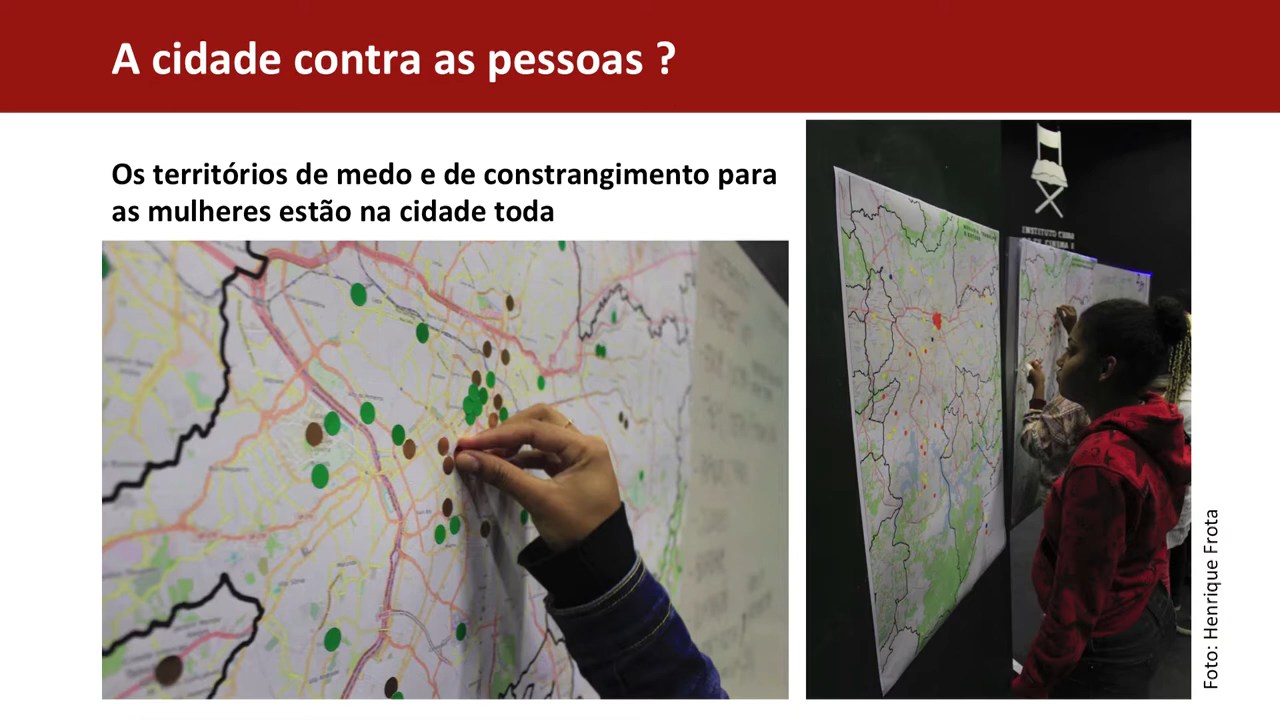 A cidade contra as pessoas ?
Os territórios de medo e de constrangimento para
as mulheres estão na cidade toda
INSTITUTO
Foto: Henrique Frota